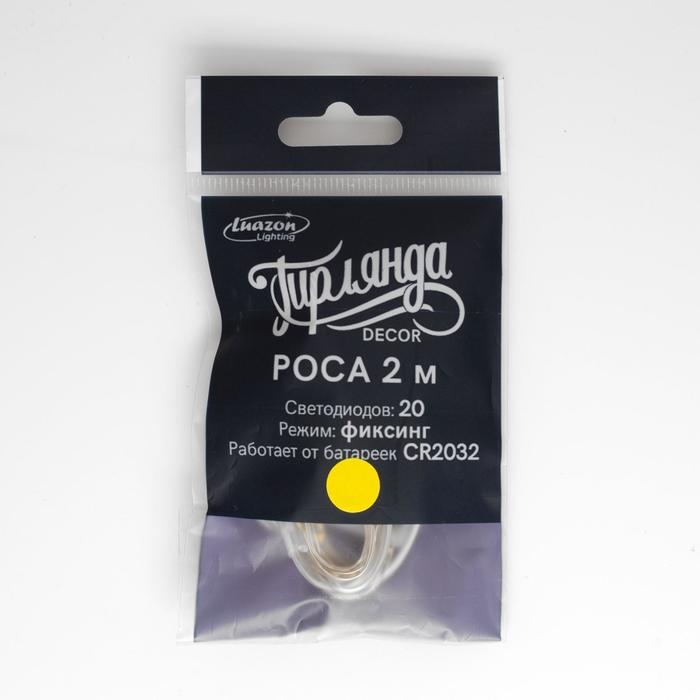 Luazon
Lighting
Гирлянда
DECOR
РОСА 2 м
Светодиодов: 20
Режим: фиксинг
Работает от батареек CR2032